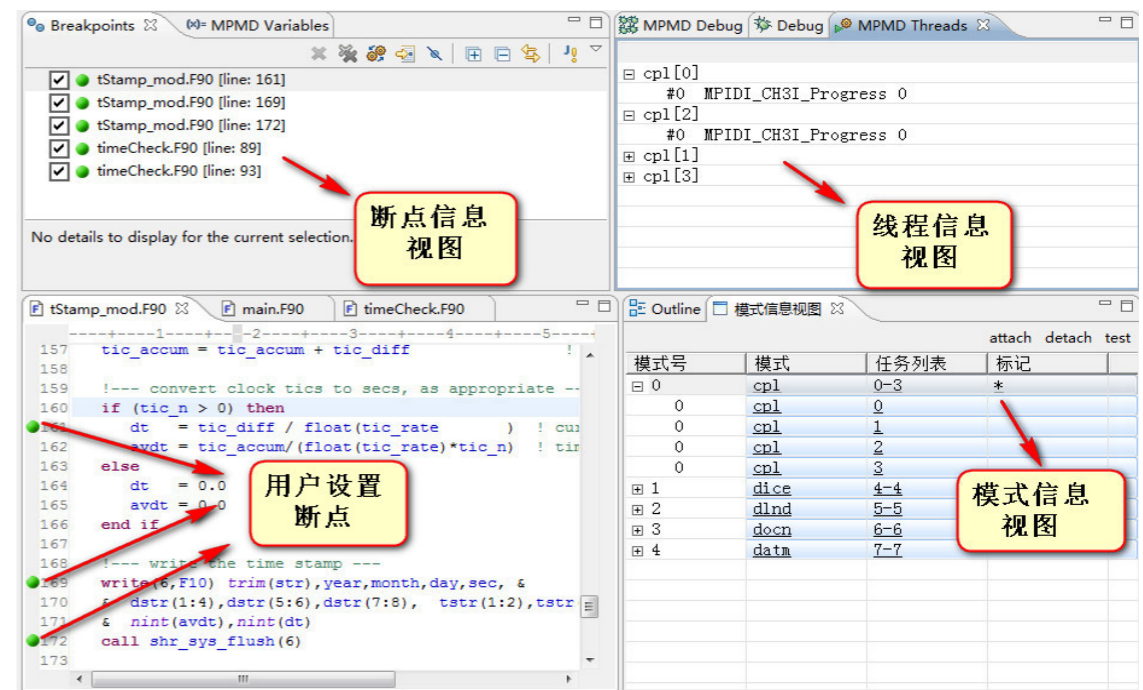 Breakpoints
(x)= MPMD Variables
tStamp_mod.F90 [line: 161]
tStamp_mod.F90 [line: 169]
tStamp_mod.F90 [line: 172]
timeCheck.F90 [line: 89]
timeCheck.F90 [line: 93]
断点信息
视图
No details to display for the current selection.
MPMD Debug
Debug
MPMD Threads
cpl[0]
#0 MPIDI_CH3I_Progress 0
cpl[2]
#0 MPIDI_CH3I_Progress 0
cpl[1]
cpl[3]
线程信息
视图
tStamp_mod.F90
main.F90
timeCheck.F90
----+----1----+-- -2----+----3----+----4----+----5----+
157 tic_accum = tic_accum + tic_diff !
158
159 !--- convert clock tics to secs, as appropriate --
160 if (tic_n > 0) then
161 dt = tic_diff / float(tic_rate ) ! cur
162 avdt = tic_accum/(float(tic_rate)*tic_n) ! tim
163 else
164 dt = 0.0
165 avdt = 0.0
166 end if
167
168 !--- write the time stamp ---
169 write(6,F10) trim(str),year,month,day,sec, &
170 & dstr(1:4),dstr(5:6),dstr(7:8), tstr(1:2),tstr
171 & nint(avdt),nint(dt)
172 call shr_sys_flush(6)
173
用户设置
断点
Outline
模式信息视图
attach detach test
模式号 模式 任务列表 标记
0 cpl 0-3 *
0 cpl 0
0 cpl 1
0 cpl 2
0 cpl 3
1 dice 4-4
2 dlnd 5-5
3 docn 6-6
4 datm 7-7
模式信息
视图